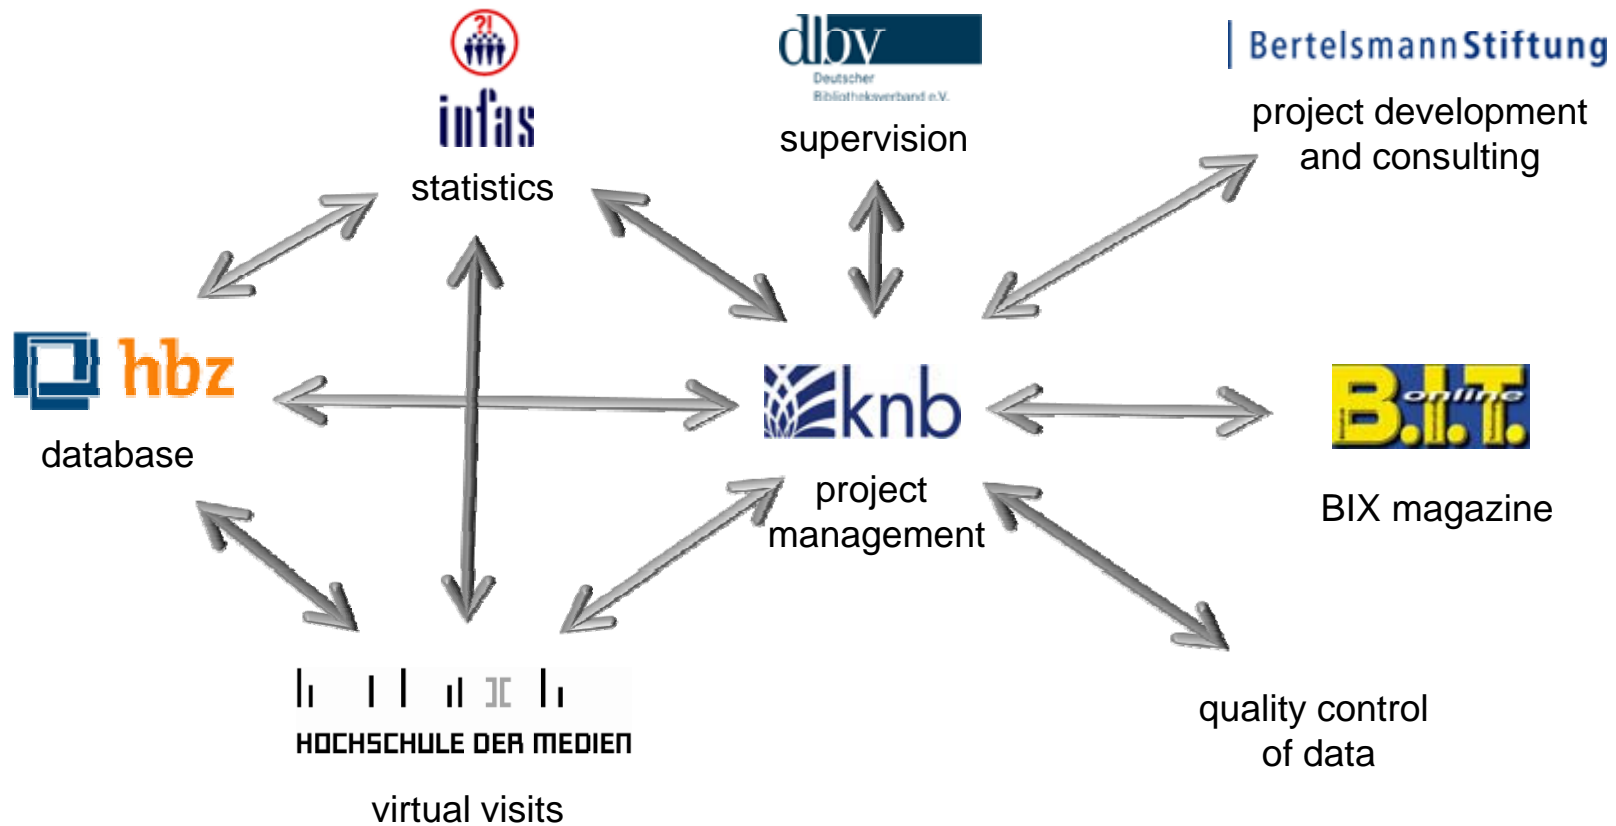 ?!
infas
statistics
dbv
Deutscher
Bibliotheksverband e.V.
supervision
BertelsmannStiftung
project development
and consulting
hbz
database
knb
project
management
B.I.T.
online
BIX magazine
HOCHSCHULE DER MEDIEN
virtual visits
quality control
of data